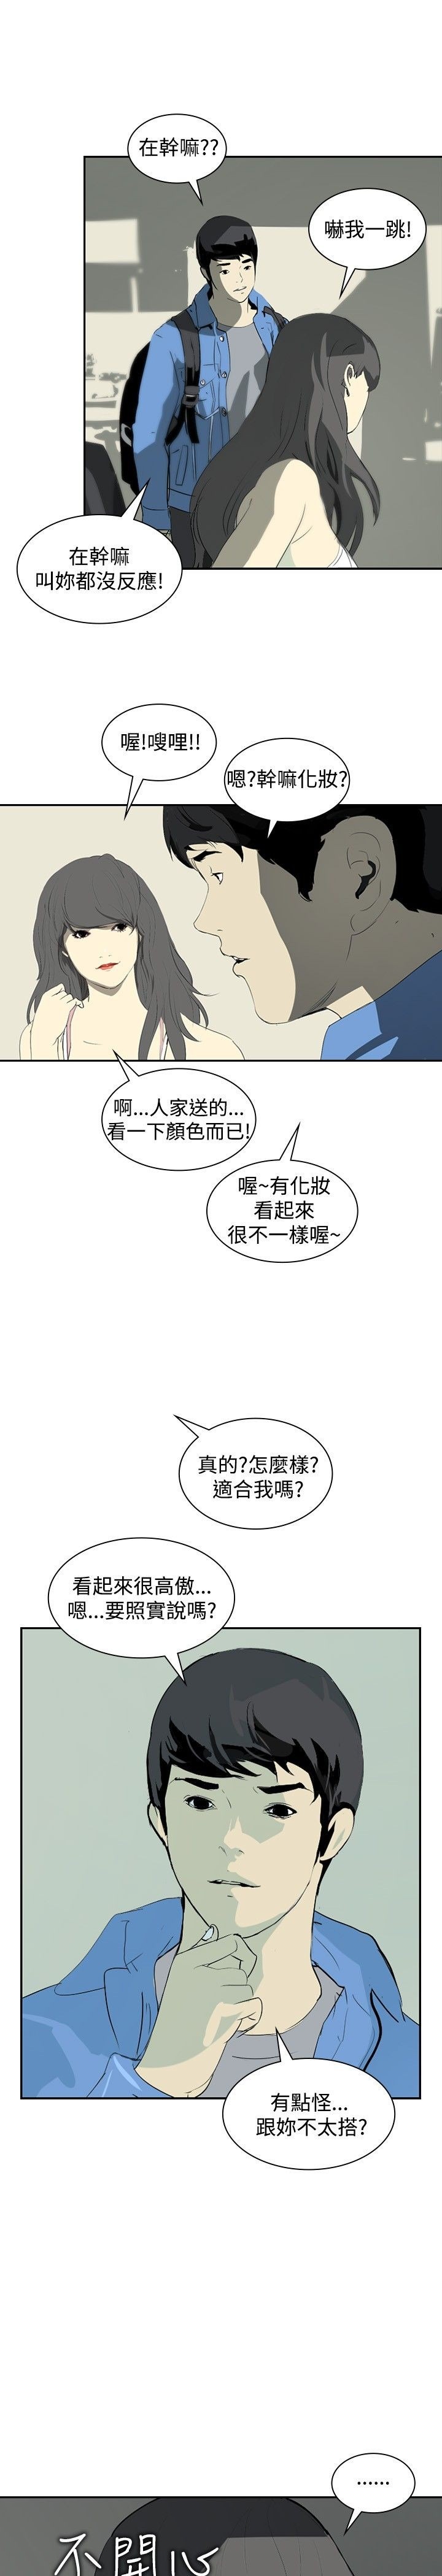 在幹嘛??
嚇我一跳!
在幹嘛
叫妳都沒反應!
喔!嗖哩!!
嗯?幹嘛化妝?
啊...人家送的...
看一下顏色而已!
喔~有化妝
看起來
很不一樣喔~
真的?怎麼樣?
適合我嗎?
看起來很高傲...
嗯...要照實說嗎?
有點怪...
跟妳不太搭?
......
不開心